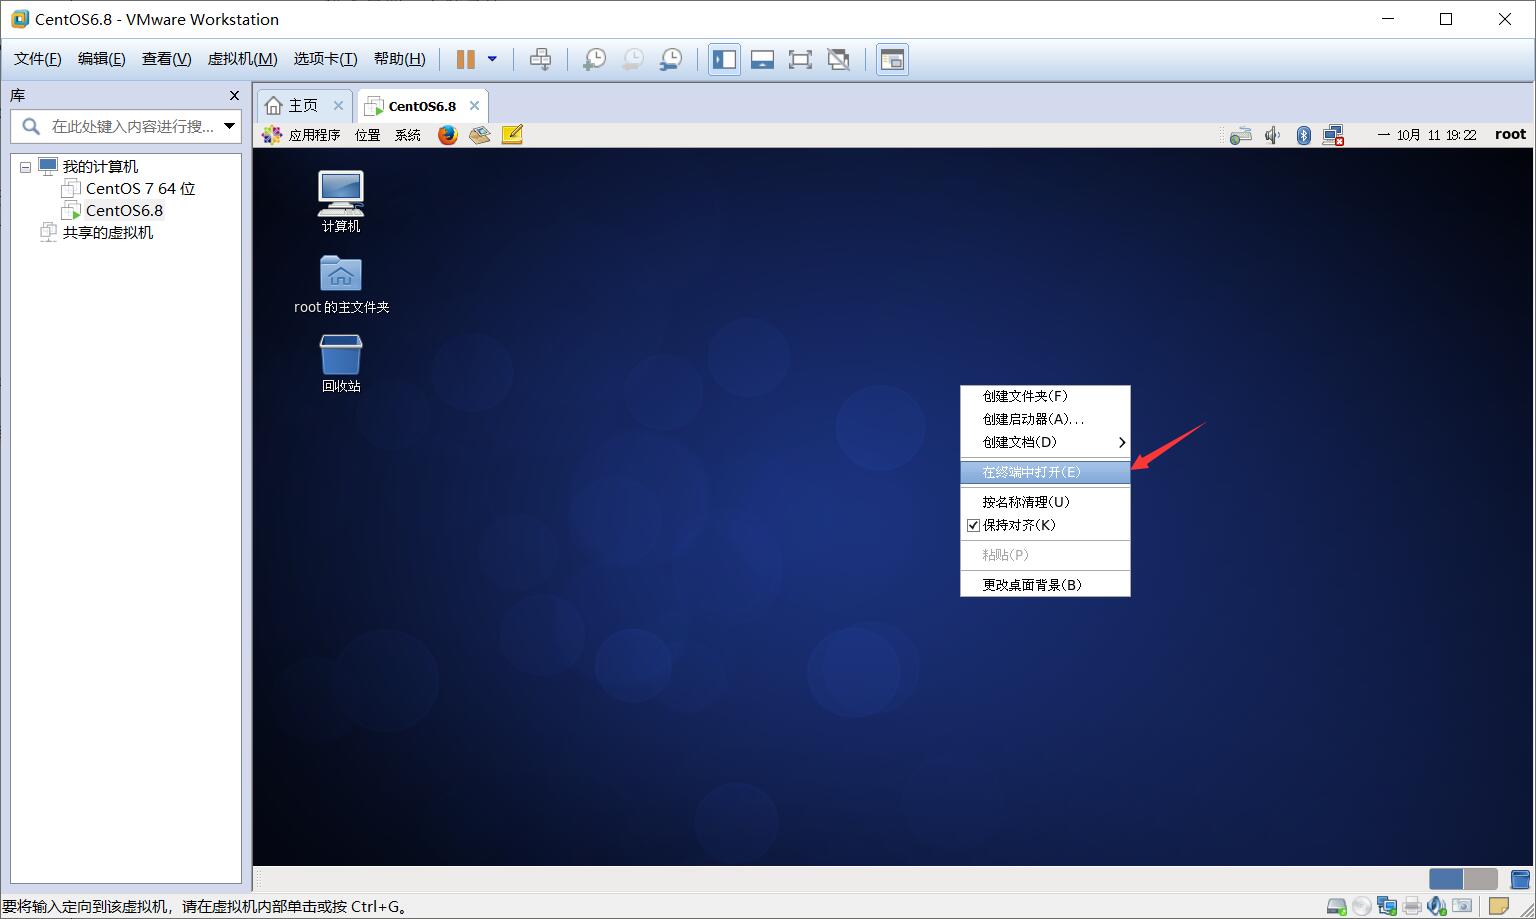 CentOS6.8 - VMware Workstation
文件(F) 编辑(E) 查看(V) 虚拟机(M) 选项卡(T) 帮助(H)
库
在此处键入内容进行搜...
我的计算机
CentOS 7 64 位
CentOS6.8
共享的虚拟机
主页
CentOS6.8
应用程序 位置 系统
一 10月 11 19:22 root
计算机
root 的主文件夹
回收站
创建文件夹(F)
创建启动器(A)...
创建文档(D)
在终端中打开(E)
按名称清理(U)
保持对齐(K)
粘贴(P)
更改桌面背景(B)
要将输入定向到该虚拟机，请在虚拟机内部单击或按 Ctrl+G。